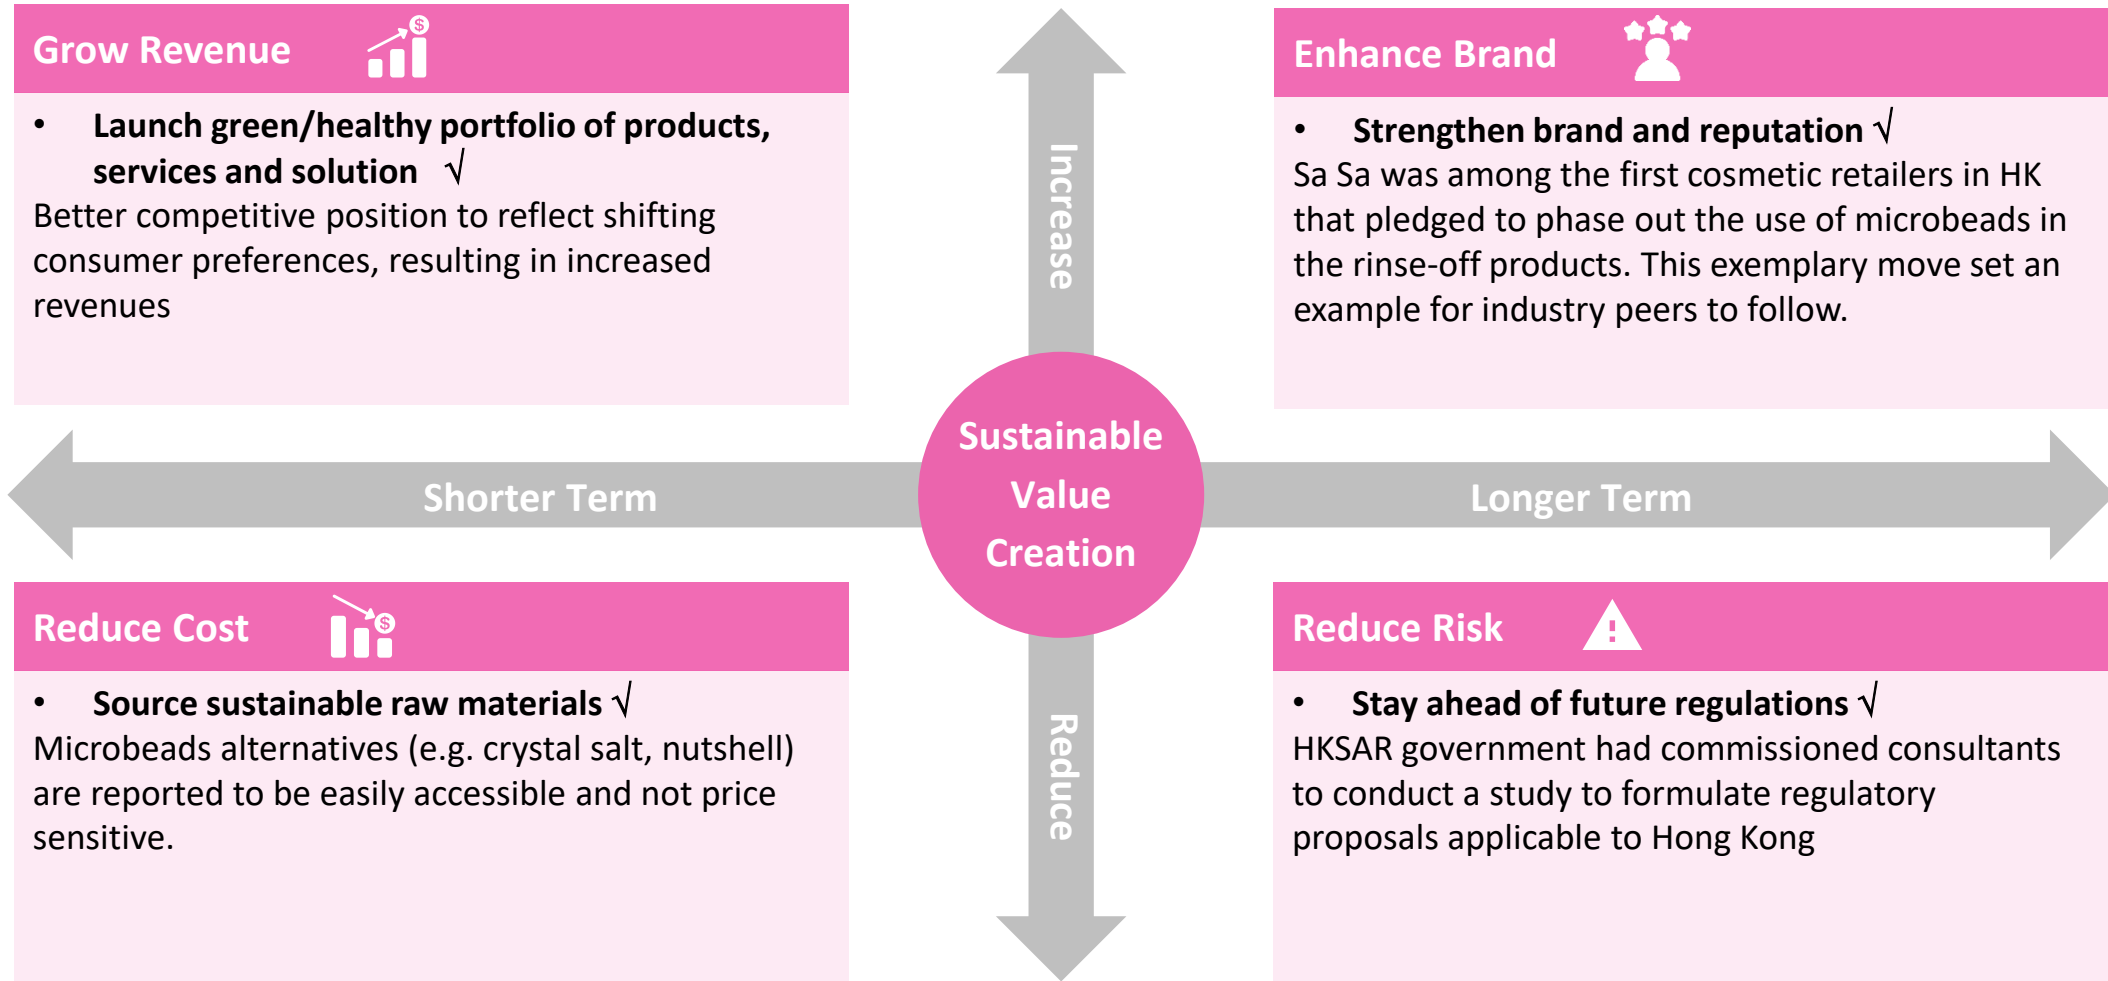 Grow Revenue
$
• Launch green/healthy portfolio of products,
services and solution √
Better competitive position to reflect shifting
consumer preferences, resulting in increased
revenues
Increase
Enhance Brand
• Strengthen brand and reputation √
Sa Sa was among the first cosmetic retailers in HK
that pledged to phase out the use of microbeads in
the rinse-off products. This exemplary move set an
example for industry peers to follow.
Shorter Term
Sustainable
Value
Creation
Longer Term
Reduce Cost
$
• Source sustainable raw materials √
Microbeads alternatives (e.g. crystal salt, nutshell)
are reported to be easily accessible and not price
sensitive.
Reduce
Reduce Risk
!
• Stay ahead of future regulations √
HKSAR government had commissioned consultants
to conduct a study to formulate regulatory
proposals applicable to Hong Kong